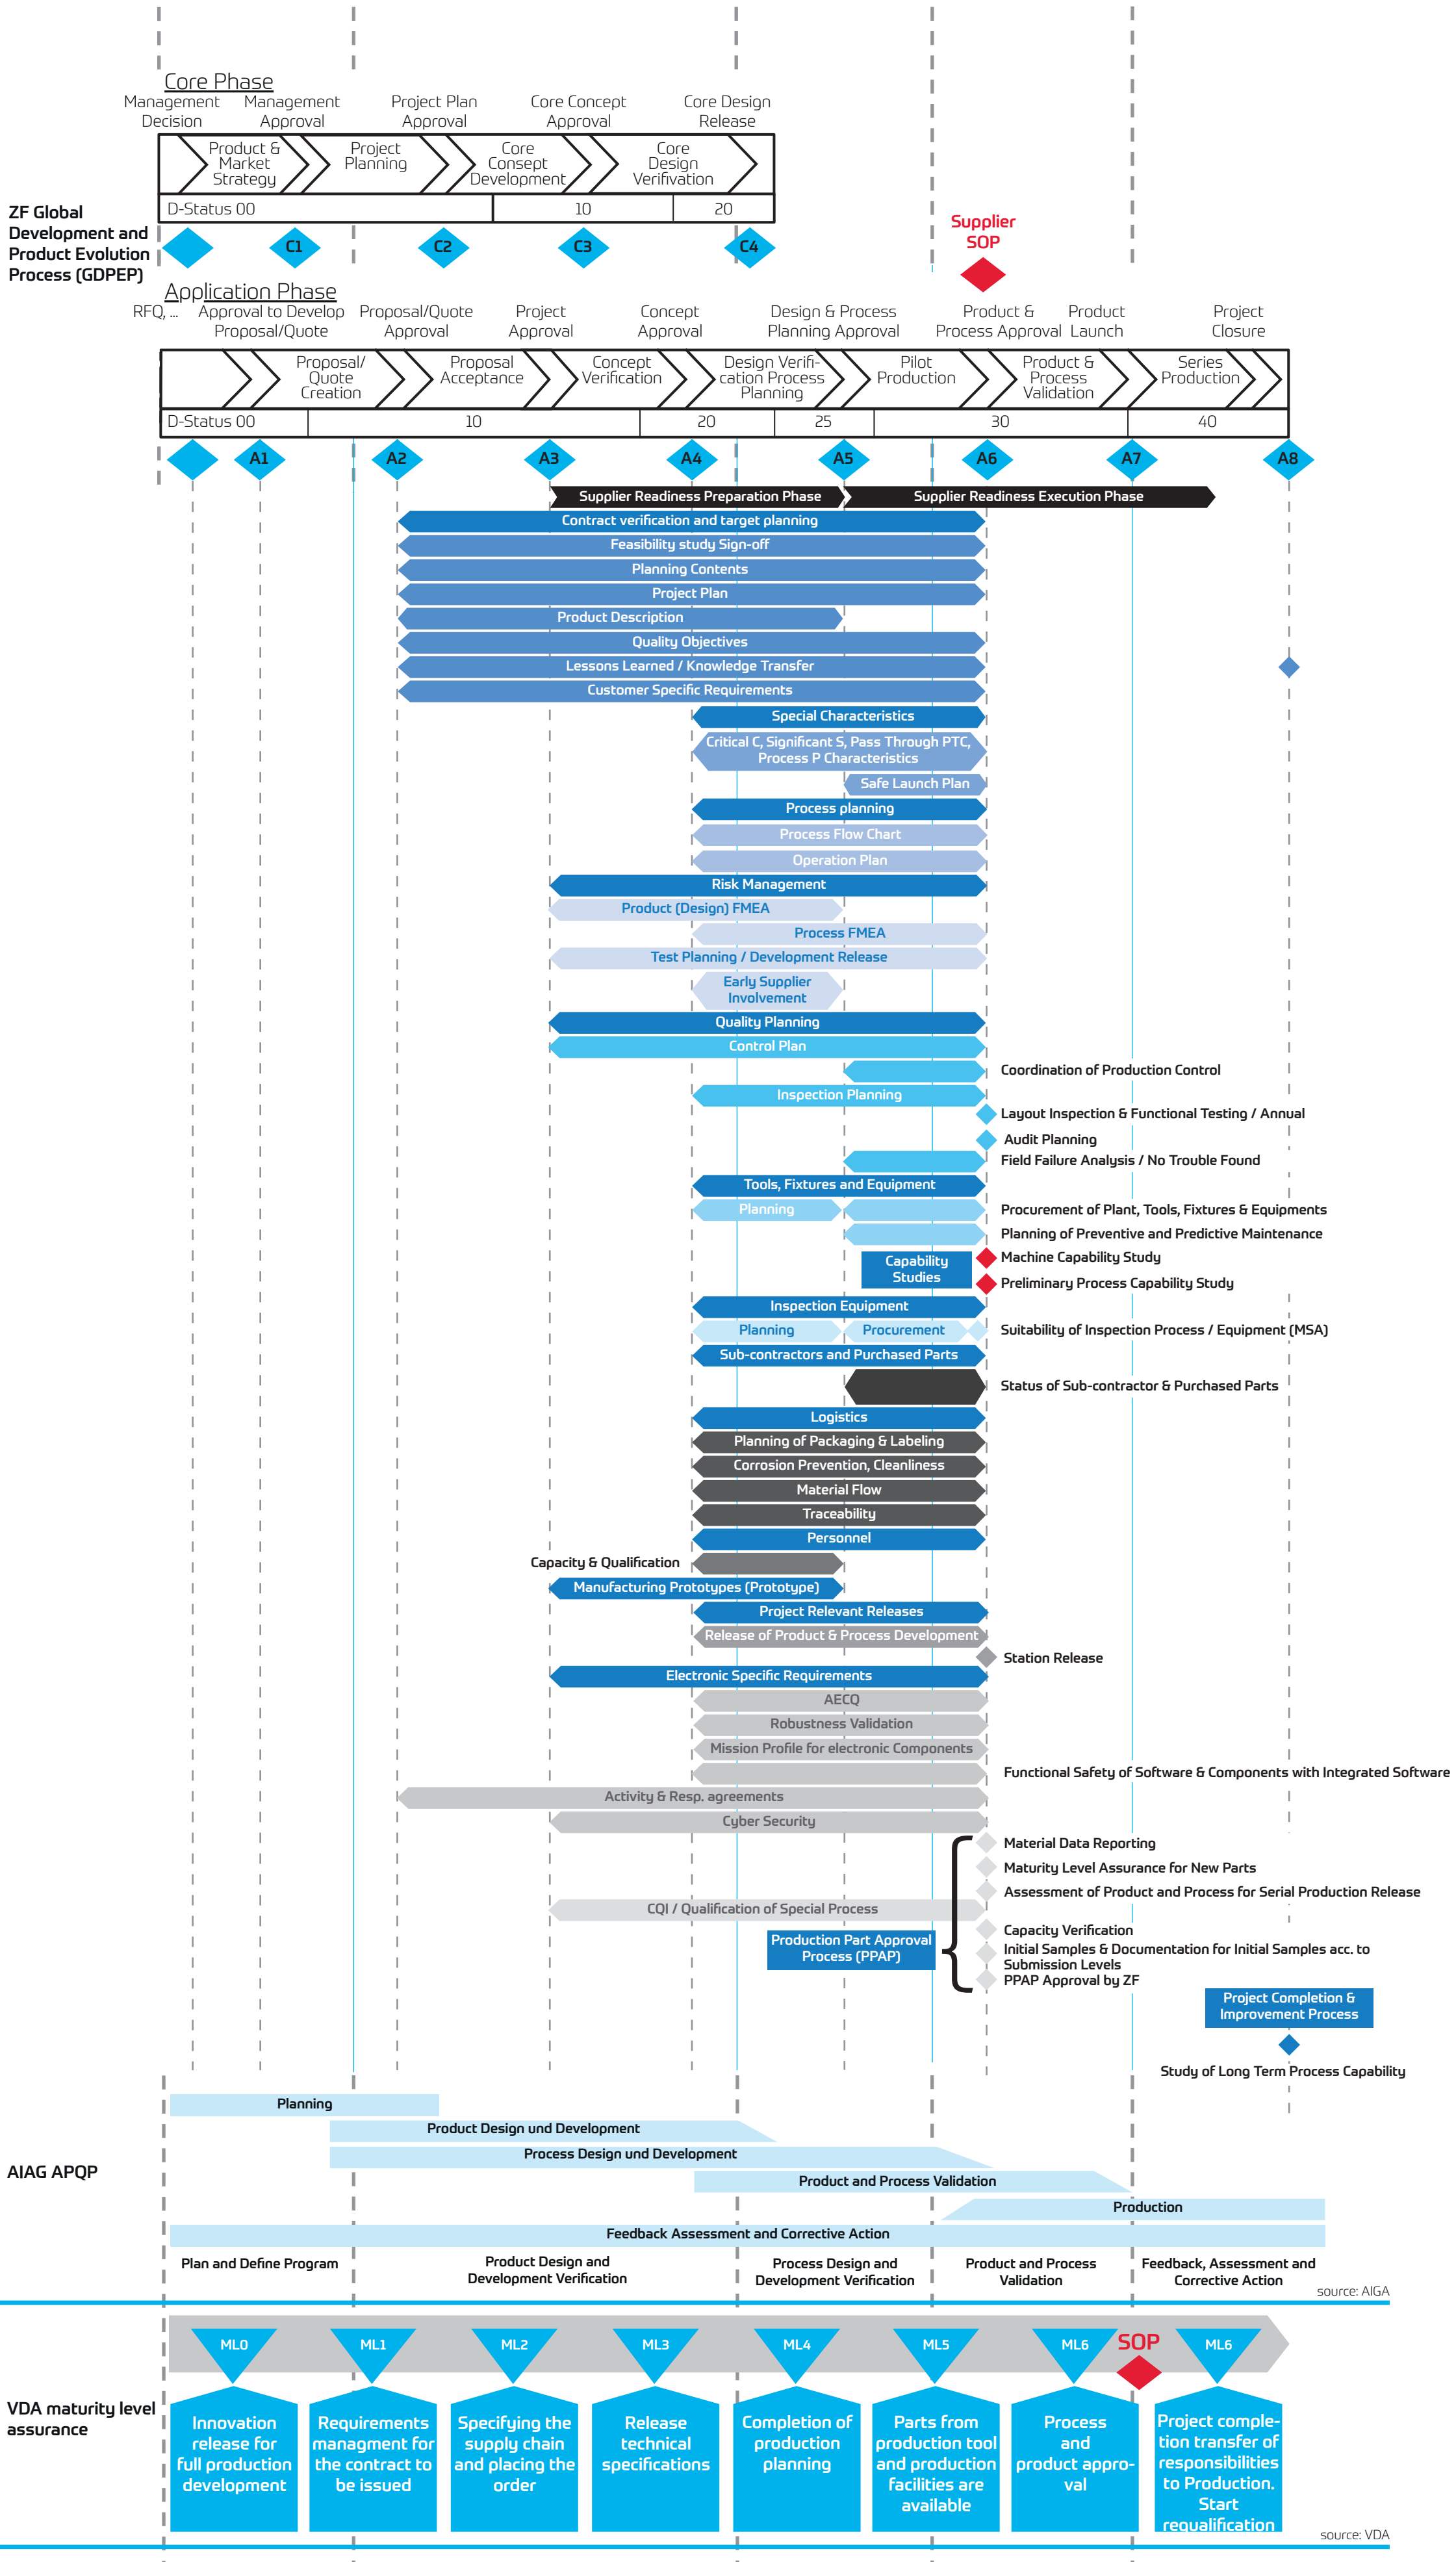 Core Phase
Management
Decision
Management
Approval
Project Plan
Approval
Core Concept
Approval
Core Design
Release
Product &
Market
Strategy
Project
Planning
Core
Consept
Development
Core
Design
Verifivation
D-Status 00
10
20
ZF Global
Development and
Product Evolution
Process (GDPEP)
C1
C2
C3
C4
Supplier
SOP
Application Phase
RFQ, ...
Approval to Develop
Proposal/Quote
Proposal/Quote
Approval
Project
Approval
Concept
Approval
Design & Process
Planning Approval
Product &
Process Approval
Product
Launch
Project
Closure
Proposal/
Quote
Creation
Proposal
Acceptance
Concept
Verification
Design Verifi-
cation Process
Planning
Pilot
Production
Product &
Process
Validation
Series
Production
D-Status 00
10
20
25
30
40
A1
A2
A3
A4
A5
A6
A7
A8
Supplier Readiness Preparation Phase
Supplier Readiness Execution Phase
Contract verification and target planning
Feasibility study Sign-off
Planning Contents
Project Plan
Product Description
Quality Objectives
Lessons Learned / Knowledge Transfer
Customer Specific Requirements
Special Characteristics
Critical C, Significant S, Pass Through PTC,
Process P Characteristics
Safe Launch Plan
Process planning
Process Flow Chart
Operation Plan
Risk Management
Product (Design) FMEA
Process FMEA
Test Planning / Development Release
Early Supplier
Involvement
Quality Planning
Control Plan
Coordination of Production Control
Inspection Planning
Layout Inspection & Functional Testing / Annual
Audit Planning
Field Failure Analysis / No Trouble Found
Tools, Fixtures and Equipment
Planning
Procurement of Plant, Tools, Fixtures & Equipments
Planning of Preventive and Predictive Maintenance
Capability
Studies
Machine Capability Study
Preliminary Process Capability Study
Inspection Equipment
Planning
Procurement
Suitability of Inspection Process / Equipment (MSA)
Sub-contractors and Purchased Parts
Status of Sub-contractor & Purchased Parts
Logistics
Planning of Packaging & Labeling
Corrosion Prevention, Cleanliness
Material Flow
Traceability
Personnel
Capacity & Qualification
Manufacturing Prototypes (Prototype)
Project Relevant Releases
Release of Product & Process Development
Station Release
Electronic Specific Requirements
AECQ
Robustness Validation
Mission Profile for electronic Components
Functional Safety of Software & Components with Integrated Software
Activity & Resp. agreements
Cyber Security
Material Data Reporting
Maturity Level Assurance for New Parts
Assessment of Product and Process for Serial Production Release
CQI / Qualification of Special Process
Capacity Verification
Production Part Approval
Process (PPAP)
Initial Samples & Documentation for Initial Samples acc. to
Submission Levels
PPAP Approval by ZF
Project Completion &
Improvement Process
Study of Long Term Process Capability
AIAG APQP
Planning
Product Design und Development
Process Design und Development
Product and Process Validation
Production
Feedback Assessment and Corrective Action
Plan and Define Program
Product Design and
Development Verification
Process Design and
Development Verification
Product and Process
Validation
Feedback, Assessment and
Corrective Action
source: AIGA
VDA maturity level
assurance
ML0
ML1
ML2
ML3
ML4
ML5
ML6
SOP
ML6
Innovation
release for
full production
development
Requirements
managment for
the contract to
be issued
Specifying the
supply chain
and placing the
order
Release
technical
specifications
Completion of
production
planning
Parts from
production tool
and production
facilities are
available
Process
and
product appro-
val
Project comple-
tion transfer of
responsibilities
to Production.
Start
requalification
source: VDA